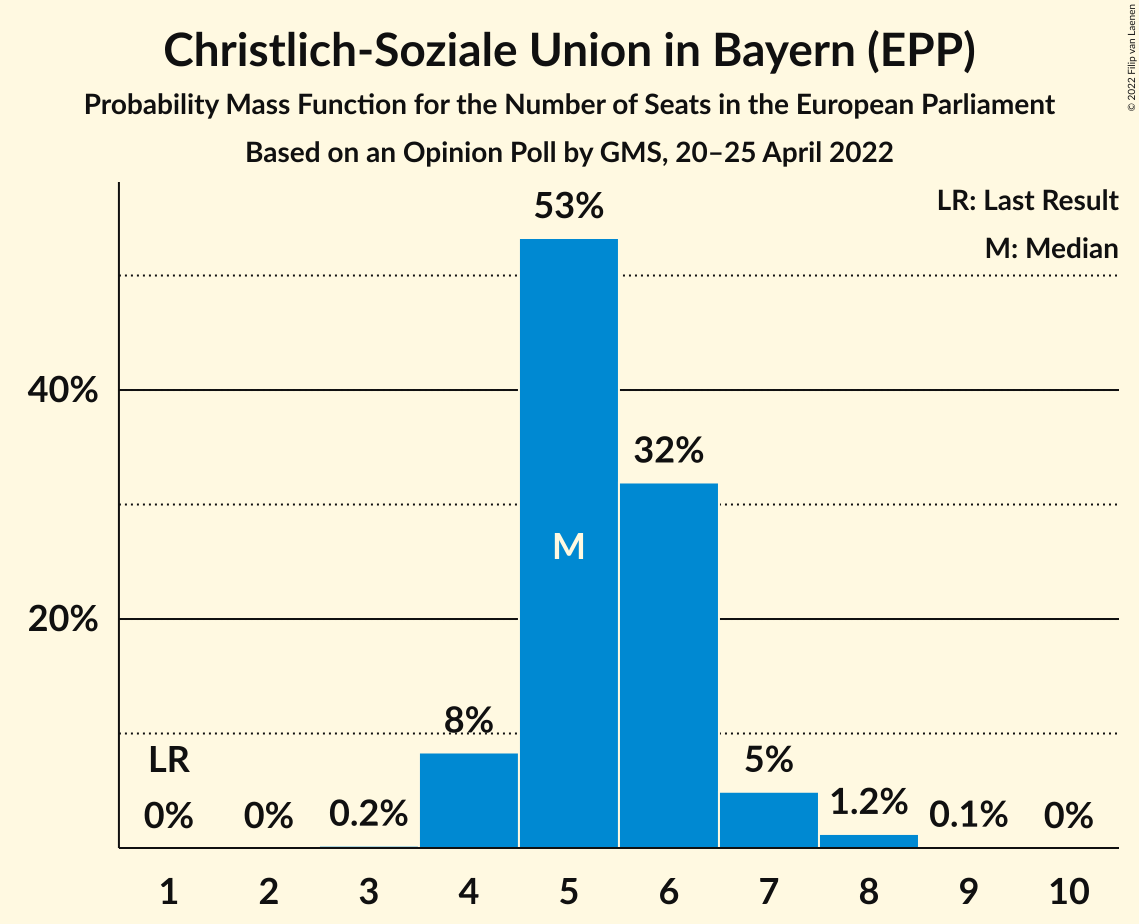 Christlich-Soziale Union in Bayern (EPP)
Probability Mass Function for the Number of Seats in the European Parliament
Based on an Opinion Poll by GMS, 20–25 April 2022
© 2022 Filip van Laenen
LR: Last Result
M: Median
53%
40%
32%
M
20%
8%
LR
5%
0%
0%
0.2%
1.2%
0.1%
0%
1 2 3 4 5 6 7 8 9 10